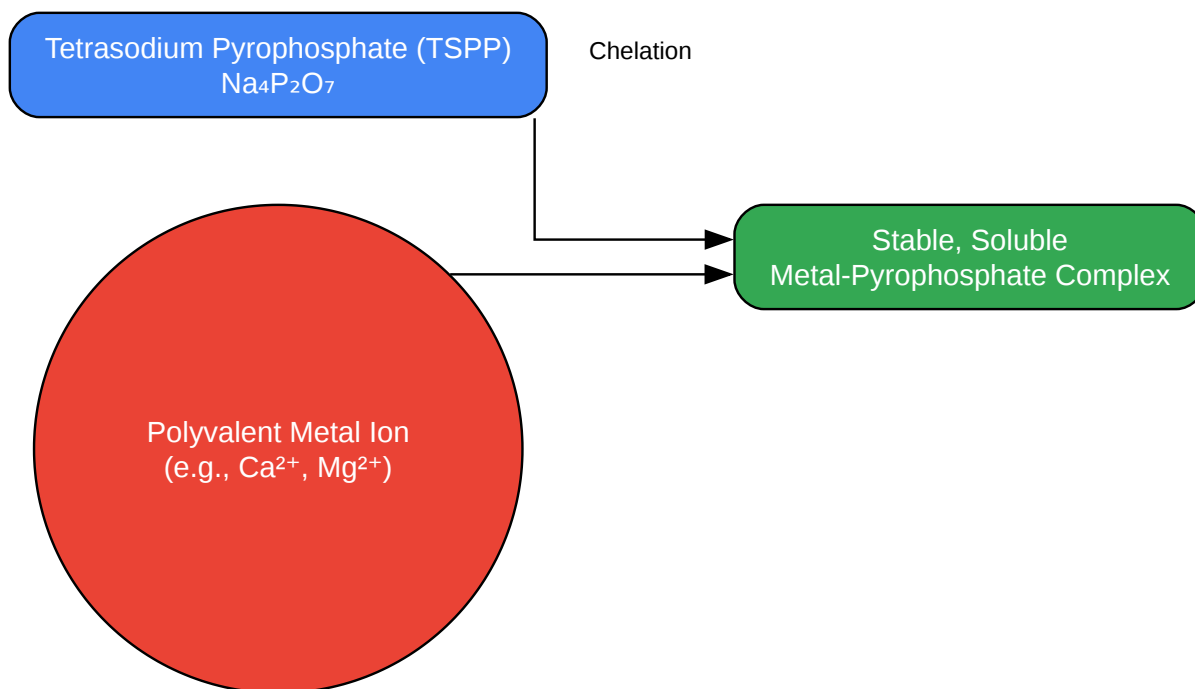 Tetrasodium Pyrophosphate (TSPP)
Na₄P₂O₇
Chelation
Stable, Soluble
Metal-Pyrophosphate Complex
Polyvalent Metal Ion
(e.g., Ca²⁺, Mg²⁺)